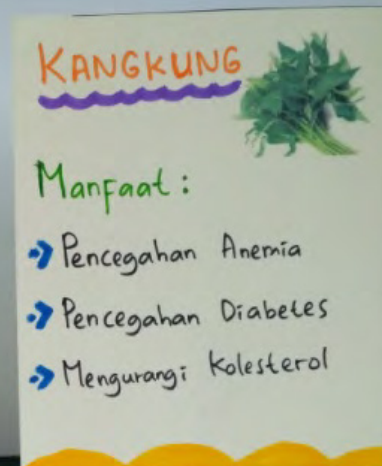 KANGKUNG
Manfaat :
Pencegahan Anemia
Pencegahan Diabetes
Mengurangi Kolesterol